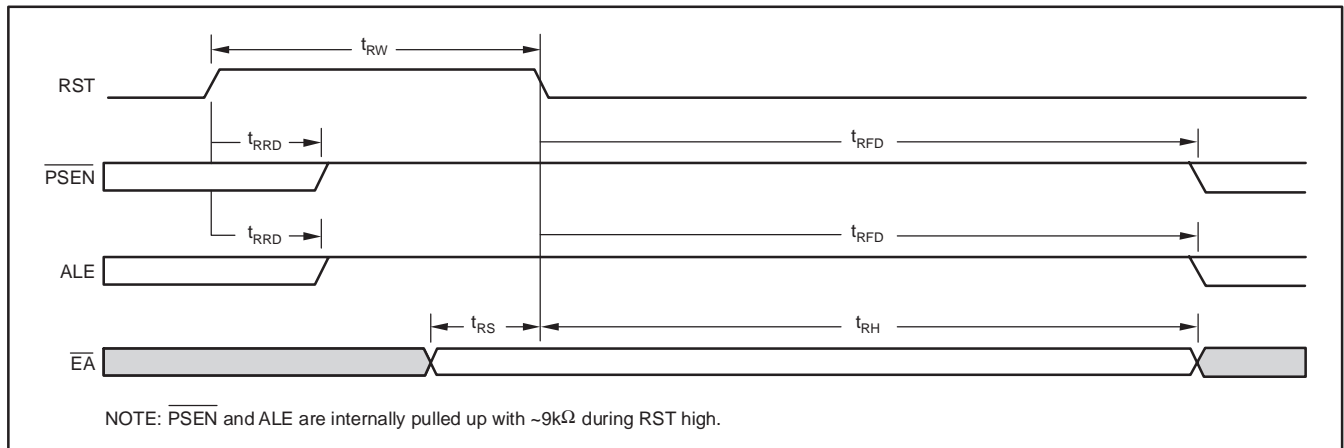 tRW
RST
tRRD
tRFD
PSEN
tRRD
tRFD
ALE
tRS
tRH
EA
NOTE: PSEN and ALE are internally pulled up with ~9kΩ during RST high.